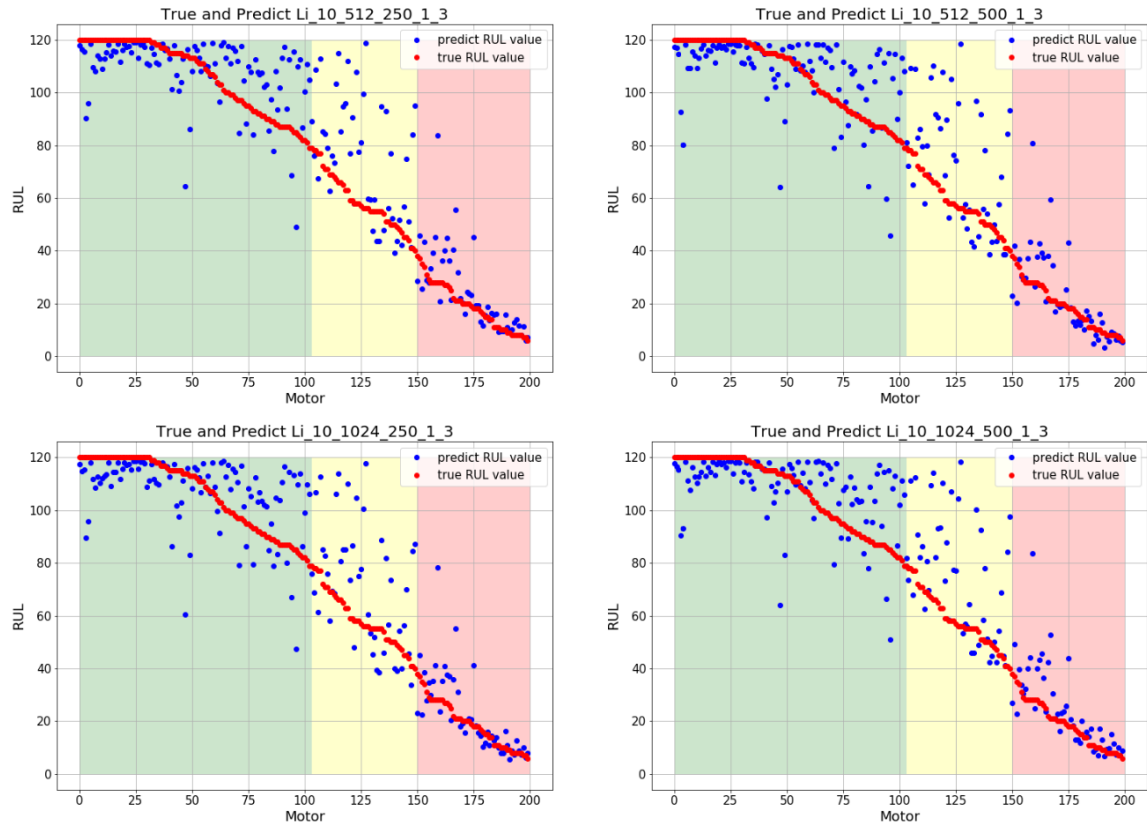 True and Predict Li_10_512_250_1_3
predict RUL value
true RUL value
120
100
80
60
40
20
0
RUL
0 25 50 75 100 125 150 175 200
Motor
True and Predict Li_10_512_500_1_3
predict RUL value
true RUL value
120
100
80
60
40
20
0
RUL
0 25 50 75 100 125 150 175 200
Motor
True and Predict Li_10_1024_250_1_3
predict RUL value
true RUL value
120
100
80
60
40
20
0
RUL
0 25 50 75 100 125 150 175 200
Motor
True and Predict Li_10_1024_500_1_3
predict RUL value
true RUL value
120
100
80
60
40
20
0
RUL
0 25 50 75 100 125 150 175 200
Motor